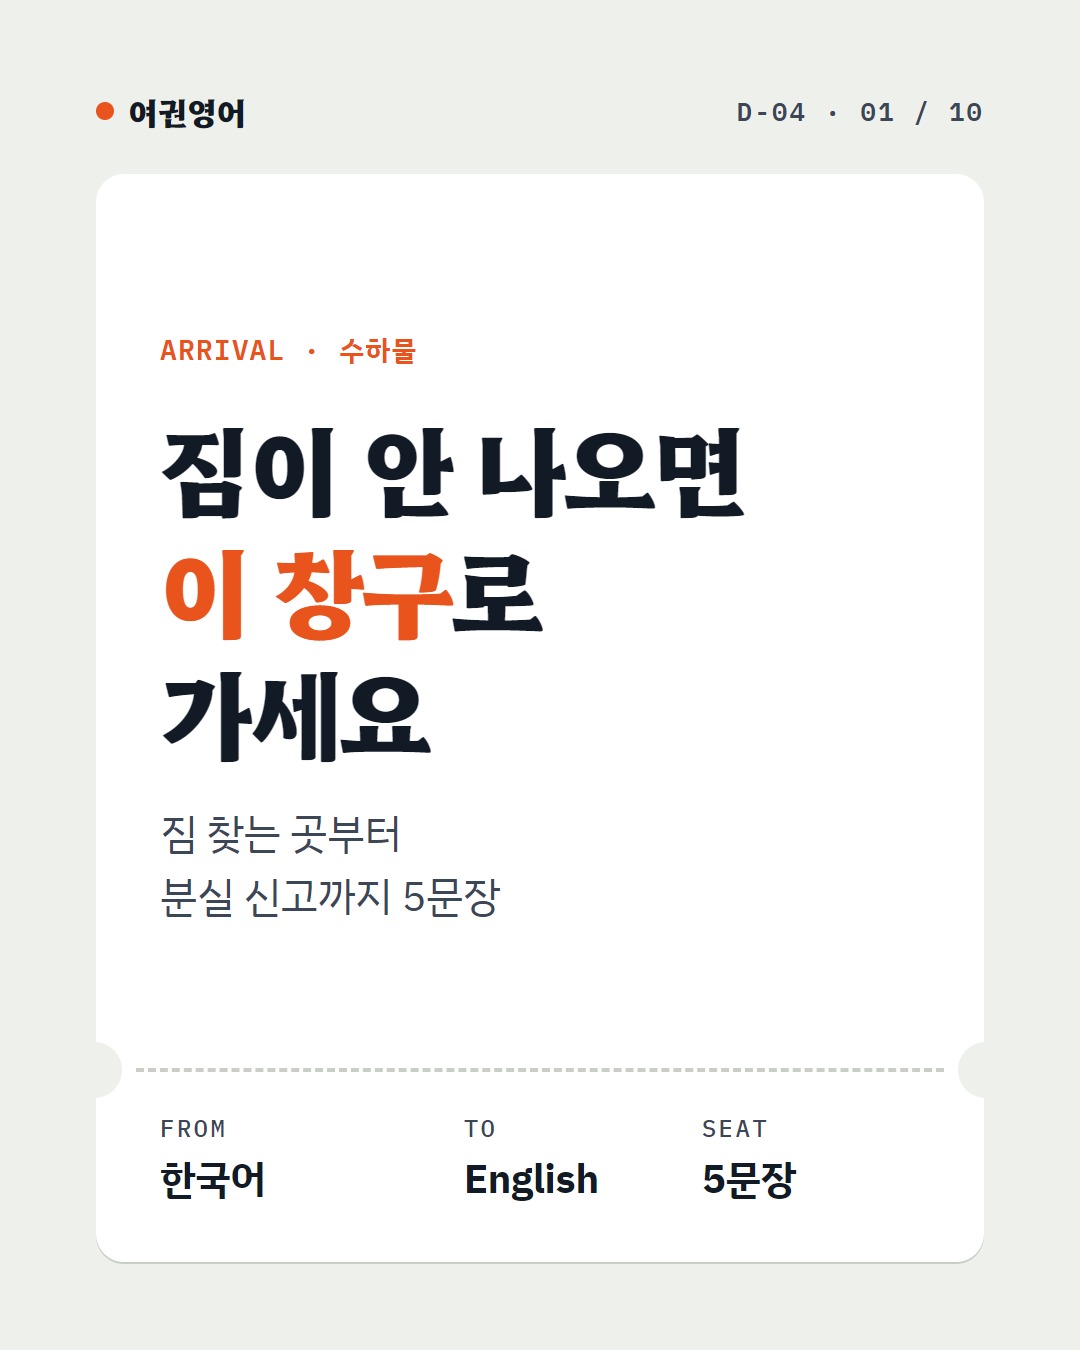 여권영어
D-04 · 01 / 10
ARRIVAL · 수하물
짐이 안 나오면
이 창구로
가세요
짐 찾는 곳부터
분실 신고까지 5문장
FROM TO SEAT
한국어 English 5문장